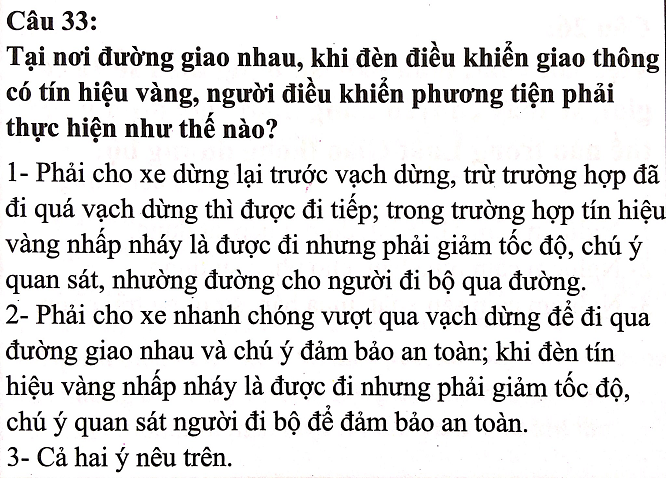 Câu 33:
Tại nơi đường giao nhau, khi đèn điều khiển giao thông
có tín hiệu vàng, người điều khiển phương tiện phải
thực hiện như thế nào?
1- Phải cho xe dừng lại trước vạch dừng, trừ trường hợp đã
đi quá vạch dừng thì được đi tiếp; trong trường hợp tín hiệu
vàng nhấp nháy là được đi nhưng phải giảm tốc độ, chú ý
quan sát, nhường đường cho người đi bộ qua đường.
2- Phải cho xe nhanh chóng vượt qua vạch dừng để đi qua
đường giao nhau và chú ý đảm bảo an toàn; khi đèn tín
hiệu vàng nhấp nháy là được đi nhưng phải giảm tốc độ,
chú ý quan sát người đi bộ để đảm bảo an toàn.
3- Cả hai ý nêu trên.